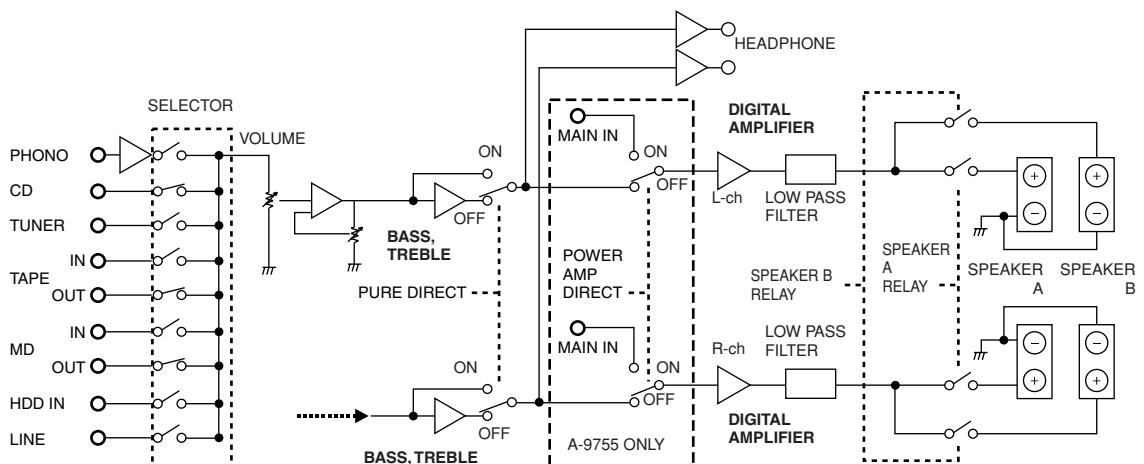 HEADPHONE
SELECTOR
VOLUME
PHONO
CD
TUNER
IN
TAPE
OUT
IN
MD
OUT
HDD IN
LINE
ON
OFF
BASS,
TREBLE
PURE DIRECT
ON
OFF
BASS, TREBLE
MAIN IN
ON
OFF
POWER
AMP
DIRECT
MAIN IN
ON
OFF
A-9755 ONLY
DIGITAL
AMPLIFIER
L-ch
LOW PASS
FILTER
LOW PASS
FILTER
R-ch
DIGITAL
AMPLIFIER
SPEAKER B
RELAY
SPEAKER
A
RELAY
+
−
+
−
SPEAKER
A
SPEAKER
B
−
+
−
+